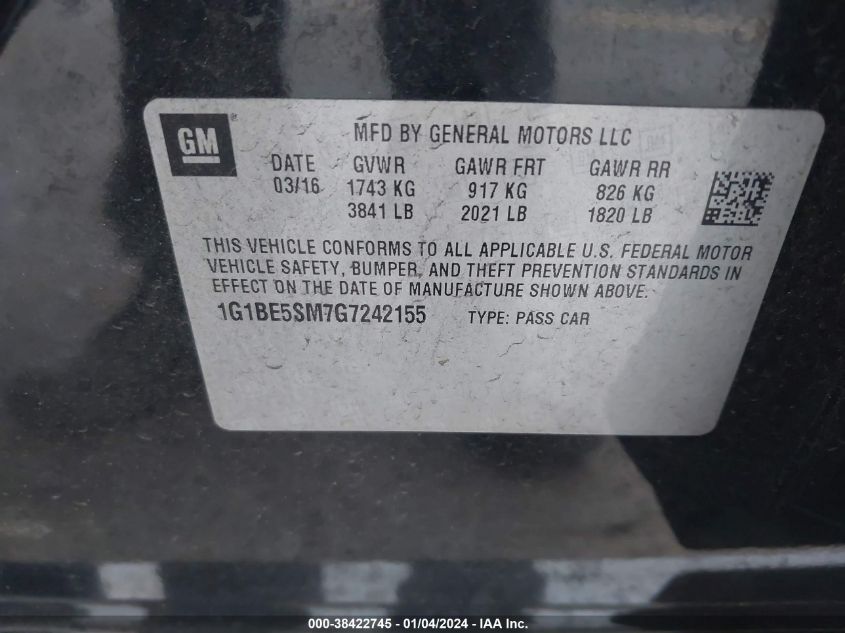 GM
MFD BY GENERAL MOTORS LLC
DATE GVWR GAWR FRT GAWR RR
03/16 1743 KG 917 KG 826 KG
3841 LB 2021 LB 1820 LB
THIS VEHICLE CONFORMS TO ALL APPLICABLE U.S. FEDERAL MOTOR
VEHICLE SAFETY, BUMPER, AND THEFT PREVENTION STANDARDS IN
EFFECT ON THE DATE OF MANUFACTURE SHOWN ABOVE.
1G1BE5SM7G7242155 TYPE: PASS CAR
000-38422745 - 01/04/2024 - IAA Inc.